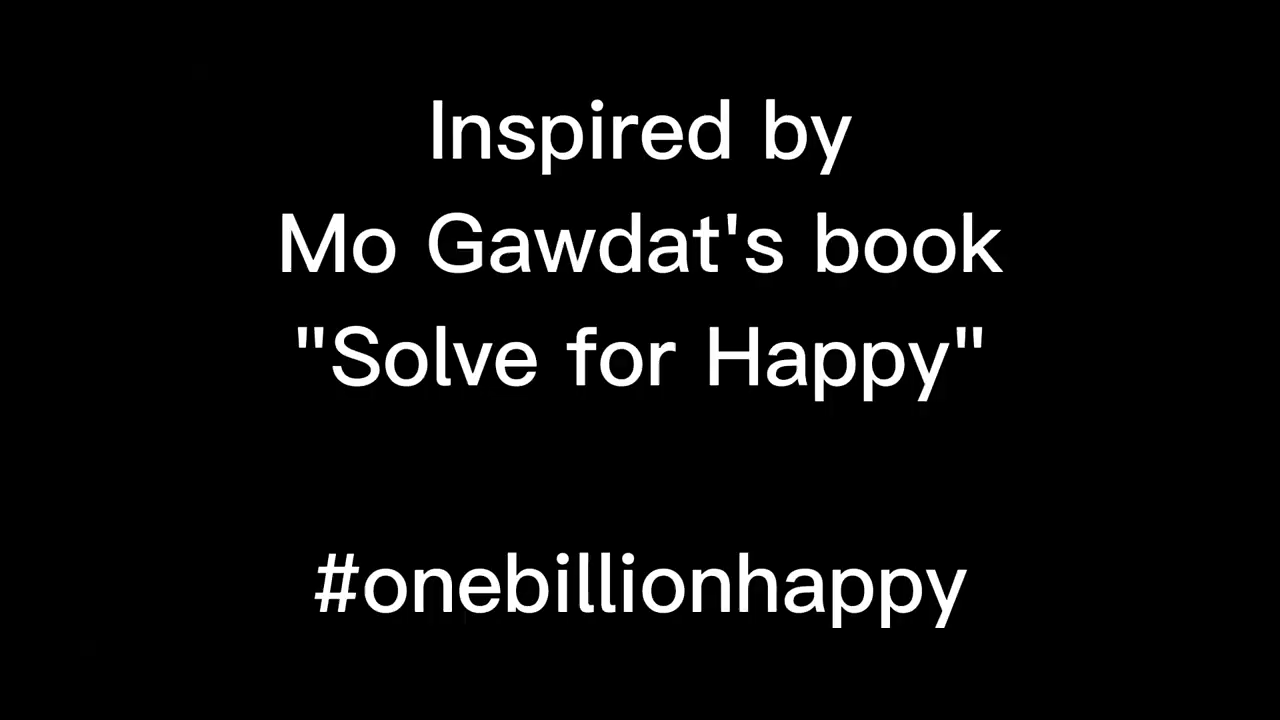 Inspired by
Mo Gawdat's book
"Solve for Happy"
#onebillionhappy